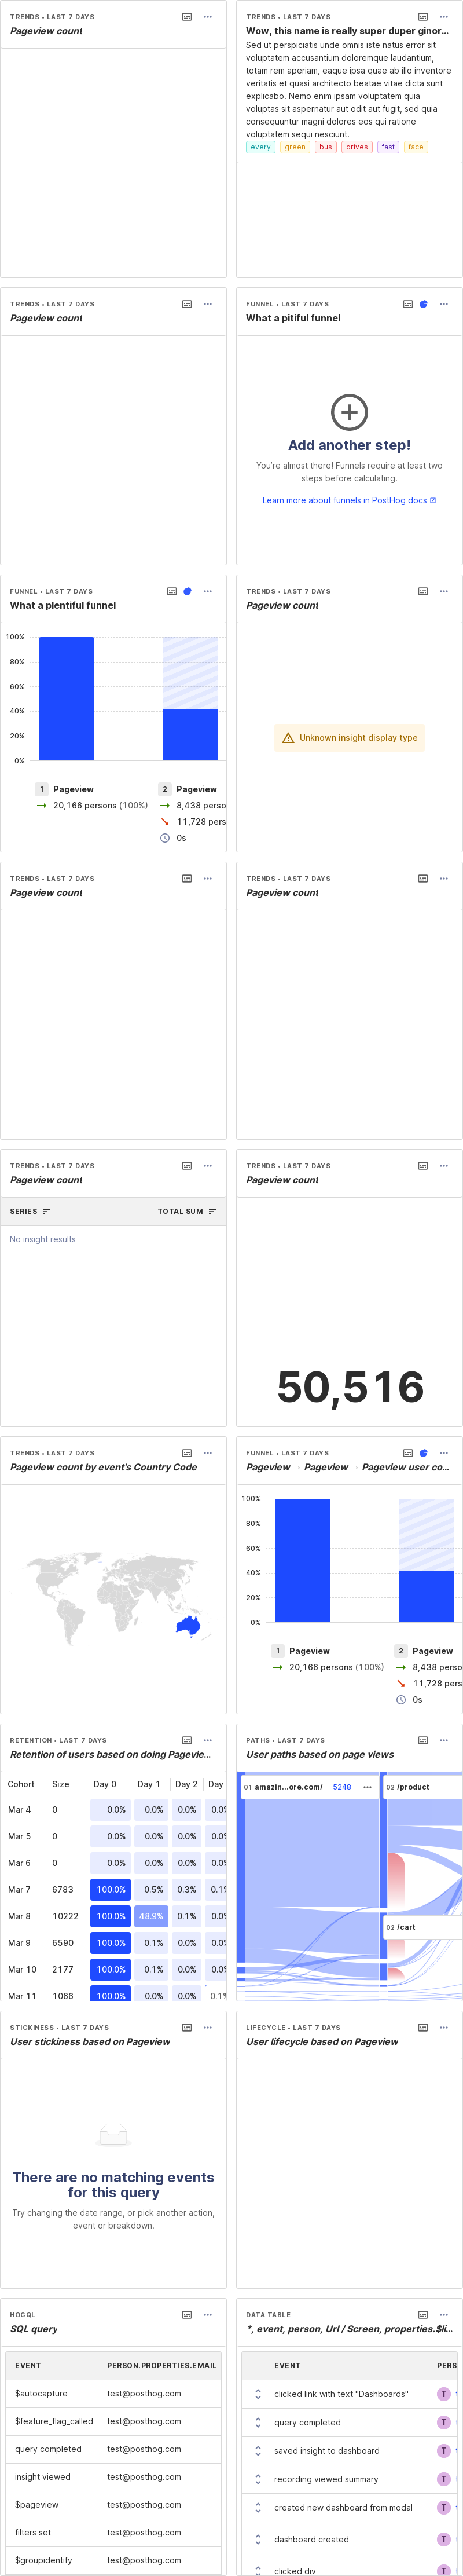 TRENDS • LAST 7 DAYS
Pageview count
TRENDS • LAST 7 DAYS
Wow, this name is really super duper ginor...
Sed ut perspiciatis unde omnis iste natus error sit
voluptatem accusantium doloremque laudantium,
totam rem aperiam, eaque ipsa quae ab illo inventore
veritatis et quasi architecto beatae vitae dicta sunt
explicabo. Nemo enim ipsam voluptatem quia
voluptas sit aspernatur aut odit aut fugit, sed quia
consequuntur magni dolores eos qui ratione
voluptatem sequi nesciunt.
every green bus drives fast face
TRENDS • LAST 7 DAYS
Pageview count
FUNNEL • LAST 7 DAYS
What a pitiful funnel
Add another step!
You're almost there! Funnels require at least two
steps before calculating.
Learn more about funnels in PostHog docs
FUNNEL • LAST 7 DAYS
What a plentiful funnel
100%
80%
60%
40%
20%
0%
1 Pageview
20,166 persons (100%)
2 Pageview
8,438 perso
11,728 pers
0s
TRENDS • LAST 7 DAYS
Pageview count
Unknown insight display type
TRENDS • LAST 7 DAYS
Pageview count
TRENDS • LAST 7 DAYS
Pageview count
TRENDS • LAST 7 DAYS
Pageview count
SERIES TOTAL SUM
No insight results
TRENDS • LAST 7 DAYS
Pageview count
50,516
TRENDS • LAST 7 DAYS
Pageview count by event's Country Code
FUNNEL • LAST 7 DAYS
Pageview → Pageview → Pageview user co...
100%
80%
60%
40%
20%
0%
1 Pageview
20,166 persons (100%)
2 Pageview
8,438 perso
11,728 pers
0s
RETENTION • LAST 7 DAYS
Retention of users based on doing Pagevie...
Cohort Size Day 0 Day 1 Day 2 Day
Mar 4 0 0.0% 0.0% 0.0% 0.0%
Mar 5 0 0.0% 0.0% 0.0% 0.0%
Mar 6 0 0.0% 0.0% 0.0% 0.0%
Mar 7 6783 100.0% 0.5% 0.3% 0.1%
Mar 8 10222 100.0% 48.9% 0.1% 0.0%
Mar 9 6590 100.0% 0.1% 0.0% 0.0%
Mar 10 2177 100.0% 0.1% 0.0% 0.0%
Mar 11 1066 100.0% 0.0% 0.0% 0.1%
PATHS • LAST 7 DAYS
User paths based on page views
01 amazin...ore.com/ 5248
02 /product
02 /cart
STICKINESS • LAST 7 DAYS
User stickiness based on Pageview
There are no matching events
for this query
Try changing the date range, or pick another action,
event or breakdown.
LIFECYCLE • LAST 7 DAYS
User lifecycle based on Pageview
HOGQL
SQL query
EVENT PERSON.PROPERTIES.EMAIL
$autocapture test@posthog.com
$feature_flag_called test@posthog.com
query completed test@posthog.com
insight viewed test@posthog.com
$pageview test@posthog.com
filters set test@posthog.com
$groupidentify test@posthog.com
DATA TABLE
*, event, person, Url / Screen, properties.$li...
EVENT PERS
clicked link with text "Dashboards" T t
query completed T t
saved insight to dashboard T t
recording viewed summary T t
created new dashboard from modal T t
dashboard created T t
clicked div T t